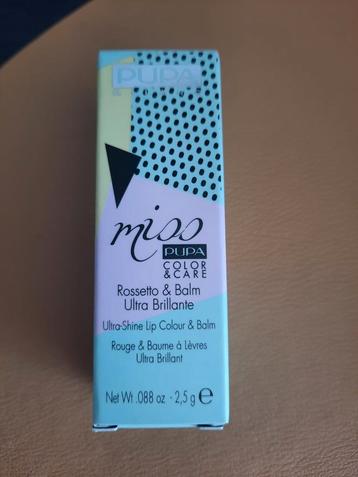 PUPA
miss
PUPA
COLOR
&CARE
Rossetto & Balm
Ultra Brillante
Ultra-Shine Lip Colour & Balm
Rouge & Baume à Lèvres
Ultra Brillant
Net Wt .088 oz - 2,5 g ℮